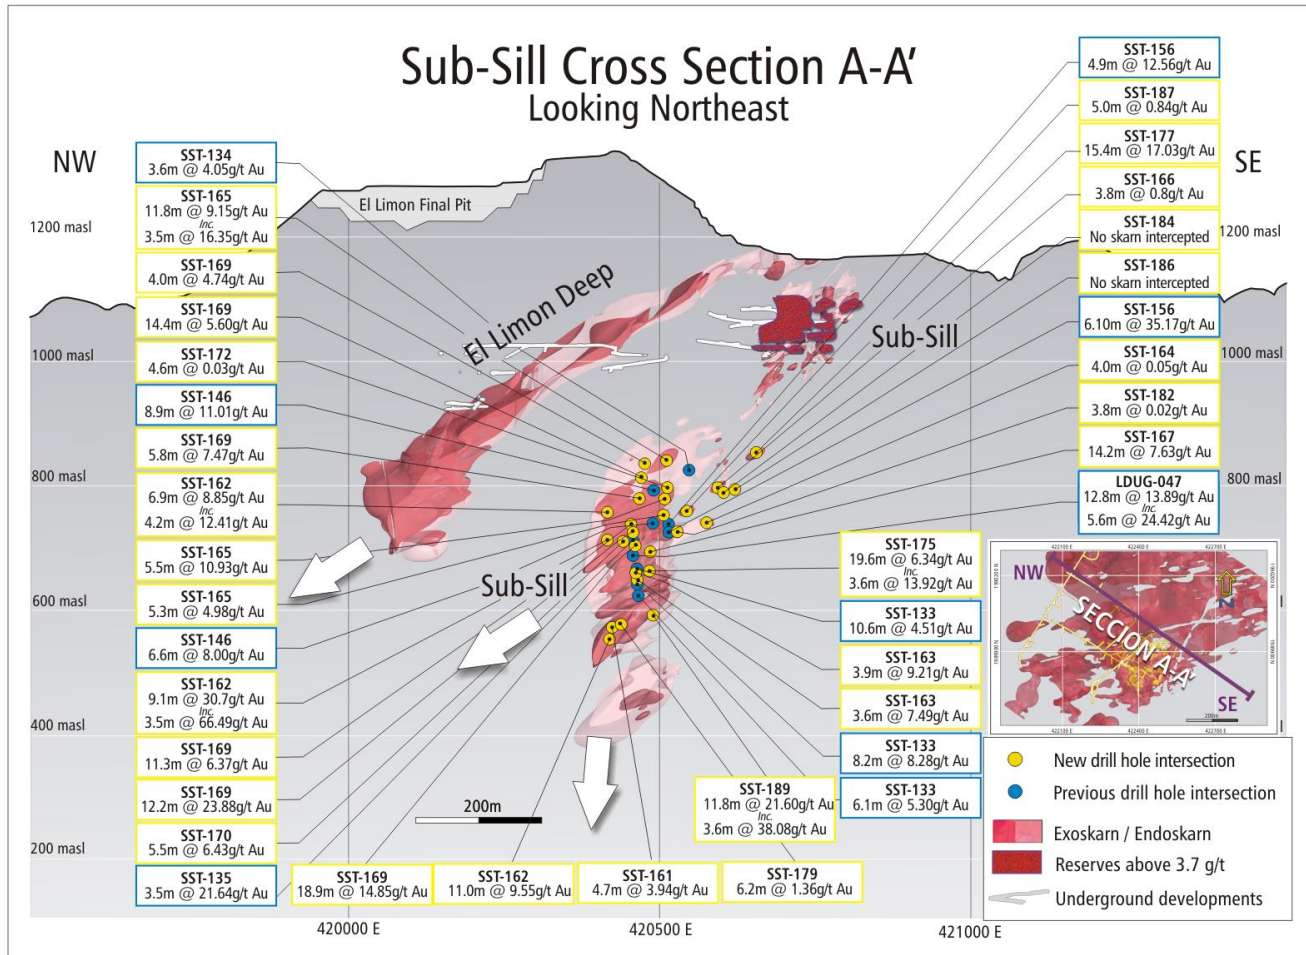 Sub-Sill Cross Section A-A'
Looking Northeast
NW
SE
SST-134
3.6m @ 4.05g/t Au
SST-165
11.8m @ 9.15g/t Au
Inc.
3.5m @ 16.35g/t Au
SST-169
4.0m @ 4.74g/t Au
SST-169
14.4m @ 5.60g/t Au
SST-172
4.6m @ 0.03g/t Au
SST-146
8.9m @ 11.01g/t Au
SST-169
5.8m @ 7.47g/t Au
SST-162
6.9m @ 8.85g/t Au
Inc.
4.2m @ 12.41g/t Au
SST-165
5.5m @ 10.93g/t Au
SST-165
5.3m @ 4.98g/t Au
SST-146
6.6m @ 8.00g/t Au
SST-162
9.1m @ 30.7g/t Au
Inc.
3.5m @ 66.49g/t Au
SST-169
11.3m @ 6.37g/t Au
SST-169
12.2m @ 23.88g/t Au
SST-170
5.5m @ 6.43g/t Au
SST-135
3.5m @ 21.64g/t Au
SST-169
18.9m @ 14.85g/t Au
SST-162
11.0m @ 9.55g/t Au
SST-161
4.7m @ 3.94g/t Au
SST-179
6.2m @ 1.36g/t Au
SST-189
11.8m @ 21.60g/t Au
Inc.
3.6m @ 38.08g/t Au
SST-156
4.9m @ 12.56g/t Au
SST-187
5.0m @ 0.84g/t Au
SST-177
15.4m @ 17.03g/t Au
SST-166
3.8m @ 0.8g/t Au
SST-184
No skarn intercepted
SST-186
No skarn intercepted
SST-156
6.10m @ 35.17g/t Au
SST-164
4.0m @ 0.05g/t Au
SST-182
3.8m @ 0.02g/t Au
SST-167
14.2m @ 7.63g/t Au
LDUG-047
12.8m @ 13.89g/t Au
Inc.
5.6m @ 24.42g/t Au
SST-175
19.6m @ 6.34g/t Au
Inc.
3.6m @ 13.92g/t Au
SST-133
10.6m @ 4.51g/t Au
SST-163
3.9m @ 9.21g/t Au
SST-163
3.6m @ 7.49g/t Au
SST-133
8.2m @ 8.28g/t Au
SST-133
6.1m @ 5.30g/t Au
1200 masl
1000 masl
800 masl
600 masl
400 masl
200 masl
1200 masl
1000 masl
800 masl
El Limon Final Pit
El Limon Deep
Sub-Sill
Sub-Sill
200m
420000 E
420500 E
421000 E
422100 E
422400 E
422700 E
NW
SECCION A-A'
SE
N
200m
422100 E
422400 E
422700 E
New drill hole intersection
Previous drill hole intersection
Exoskarn / Endoskarn
Reserves above 3.7 g/t
Underground developments